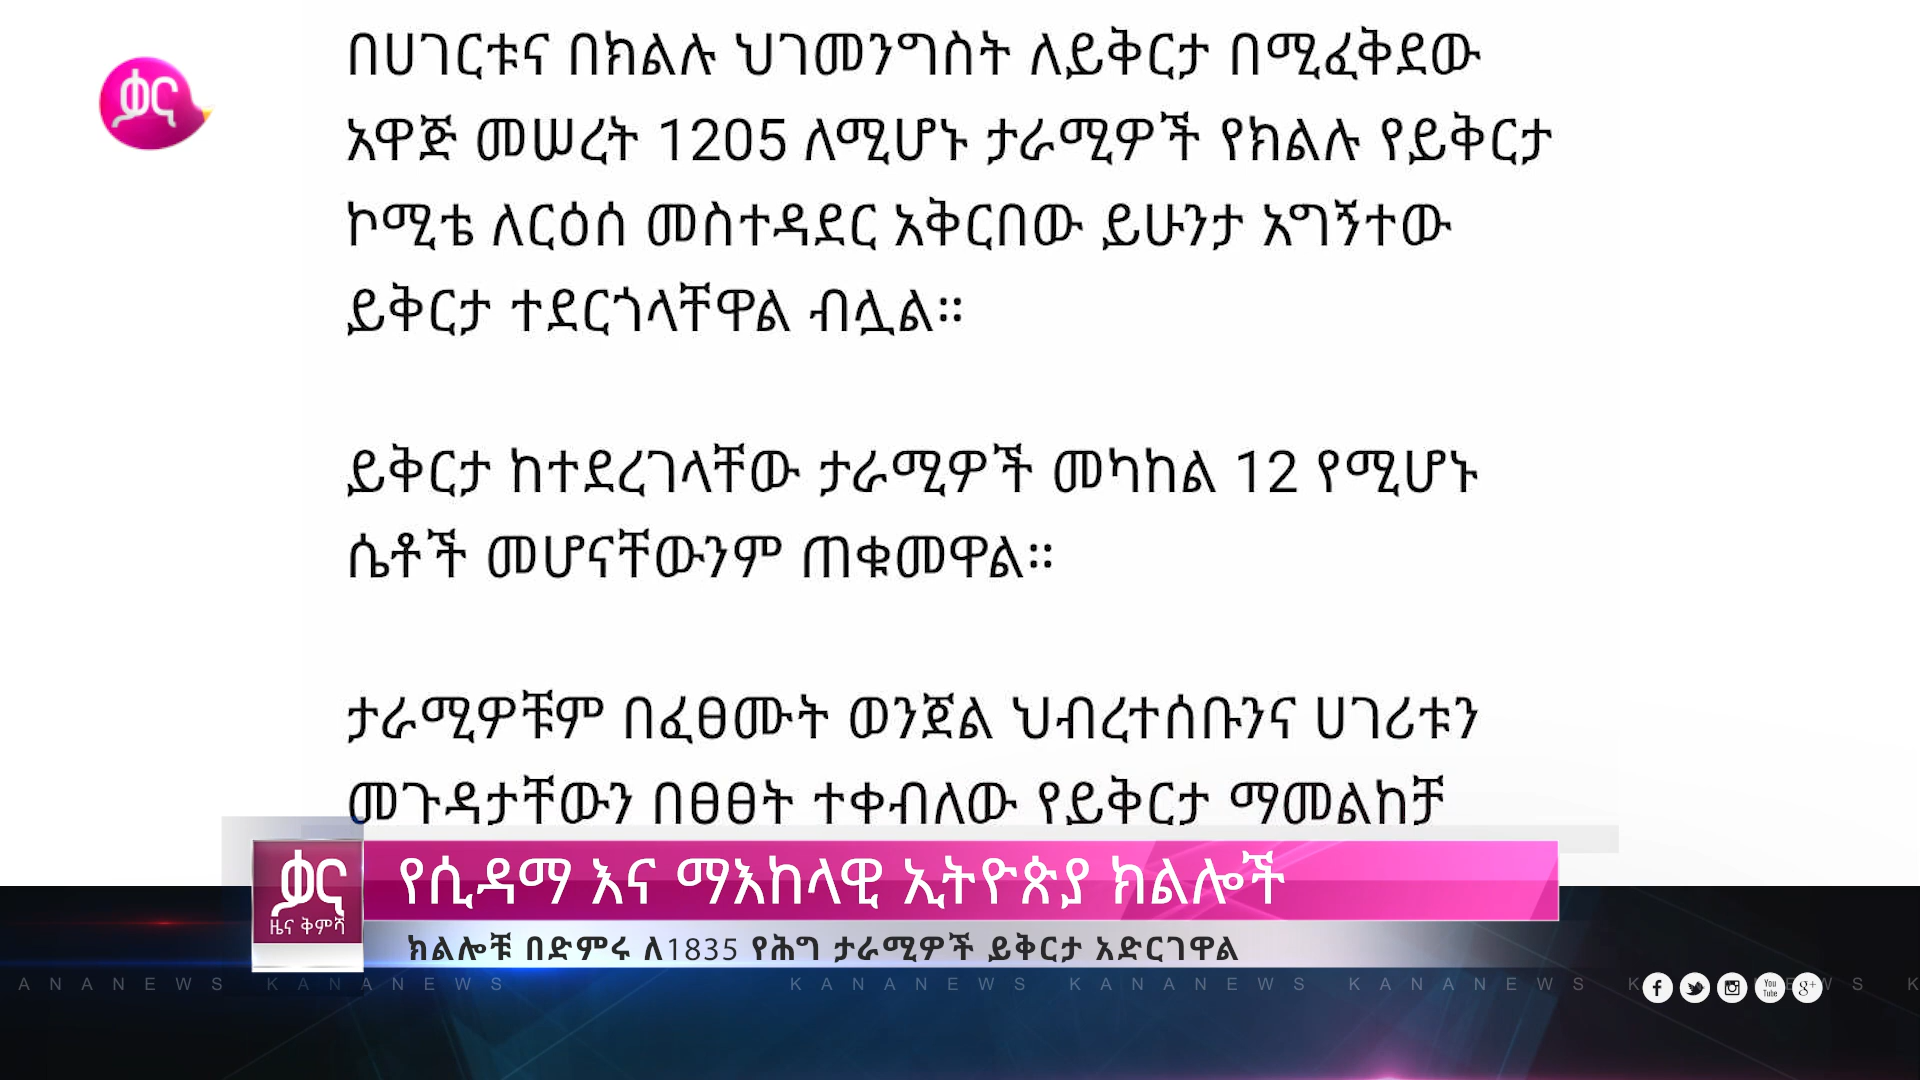 ቃና
በሀገርቱና በክልሉ ህገመንግስት ለይቅርታ በሚፈቅደው
አዋጅ መሠረት 1205 ለሚሆኑ ታራሚዎች የክልሉ የይቅርታ
ኮሚቴ ለርዕሰ መስተዳደር አቅርበው ይሁንታ አግኝተው
ይቅርታ ተደርጎላቸዋል ብሏል።
ይቅርታ ከተደረገላቸው ታራሚዎች መካከል 12 የሚሆኑ
ሴቶች መሆናቸውንም ጠቁመዋል።
ታራሚዎቹም በፈፀሙት ወንጀል ህብረተሰቡንና ሀገሪቱን
መጉዳታቸውን በፀፀት ተቀብለው የይቅርታ ማመልከቻ
ቃና
ዜና ቅምሻ
የሲዳማ እና ማእከላዊ ኢትዮጵያ ክልሎች
ክልሎቹ በድምሩ ለ1835 የሕግ ታራሚዎች ይቅርታ አድርገዋል
ANANEWS KANANEWS KANANEWS KANANEWS KANANEWS K
You Tube
g+